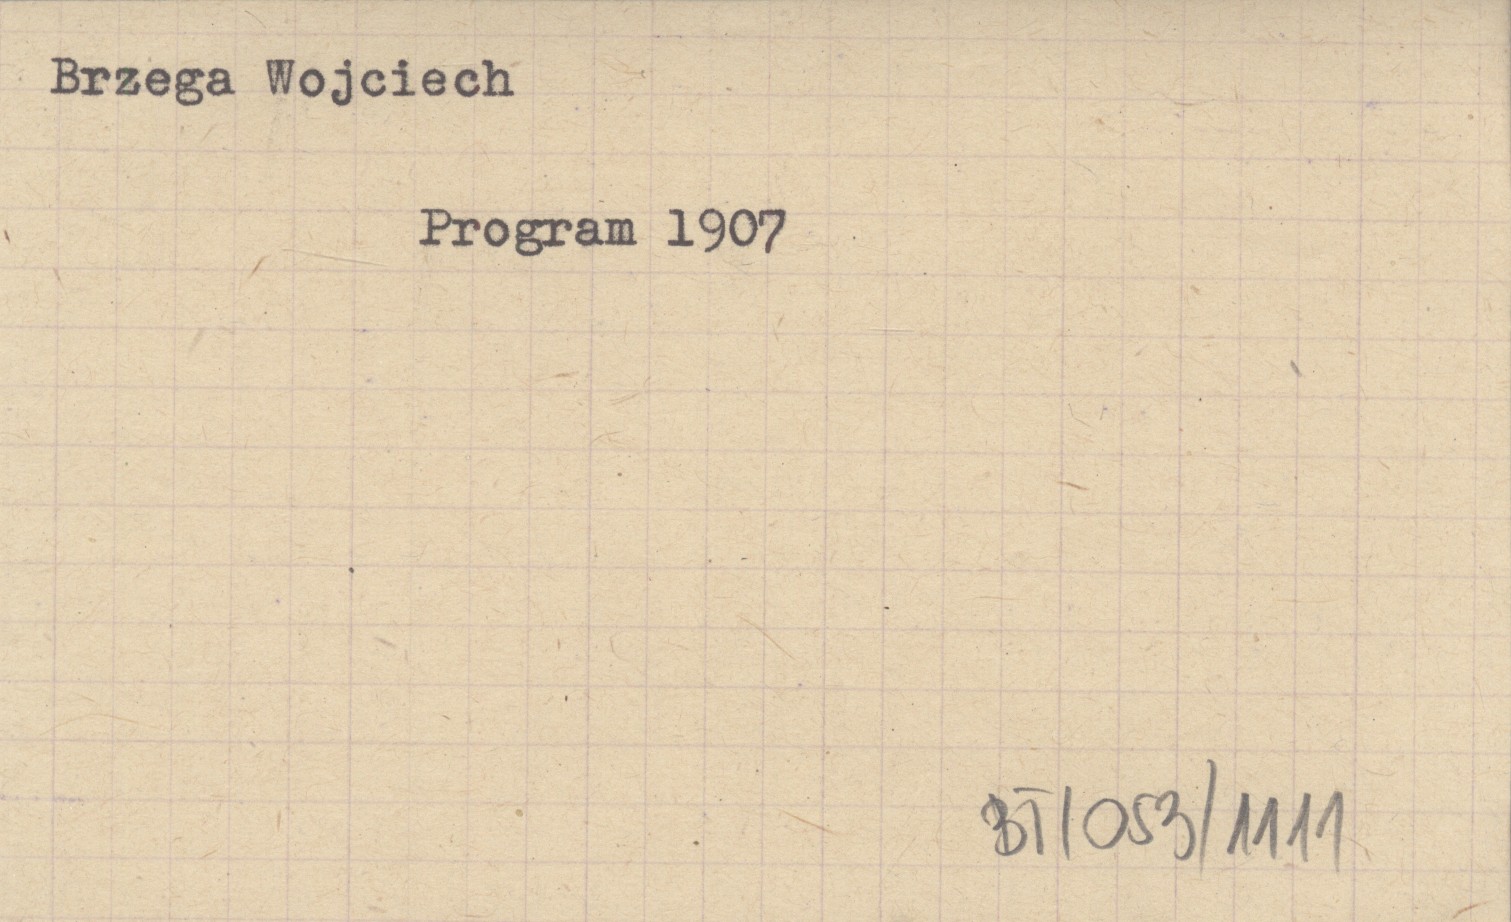 Brzega Wojciech
Program 1907
BT/053/1111